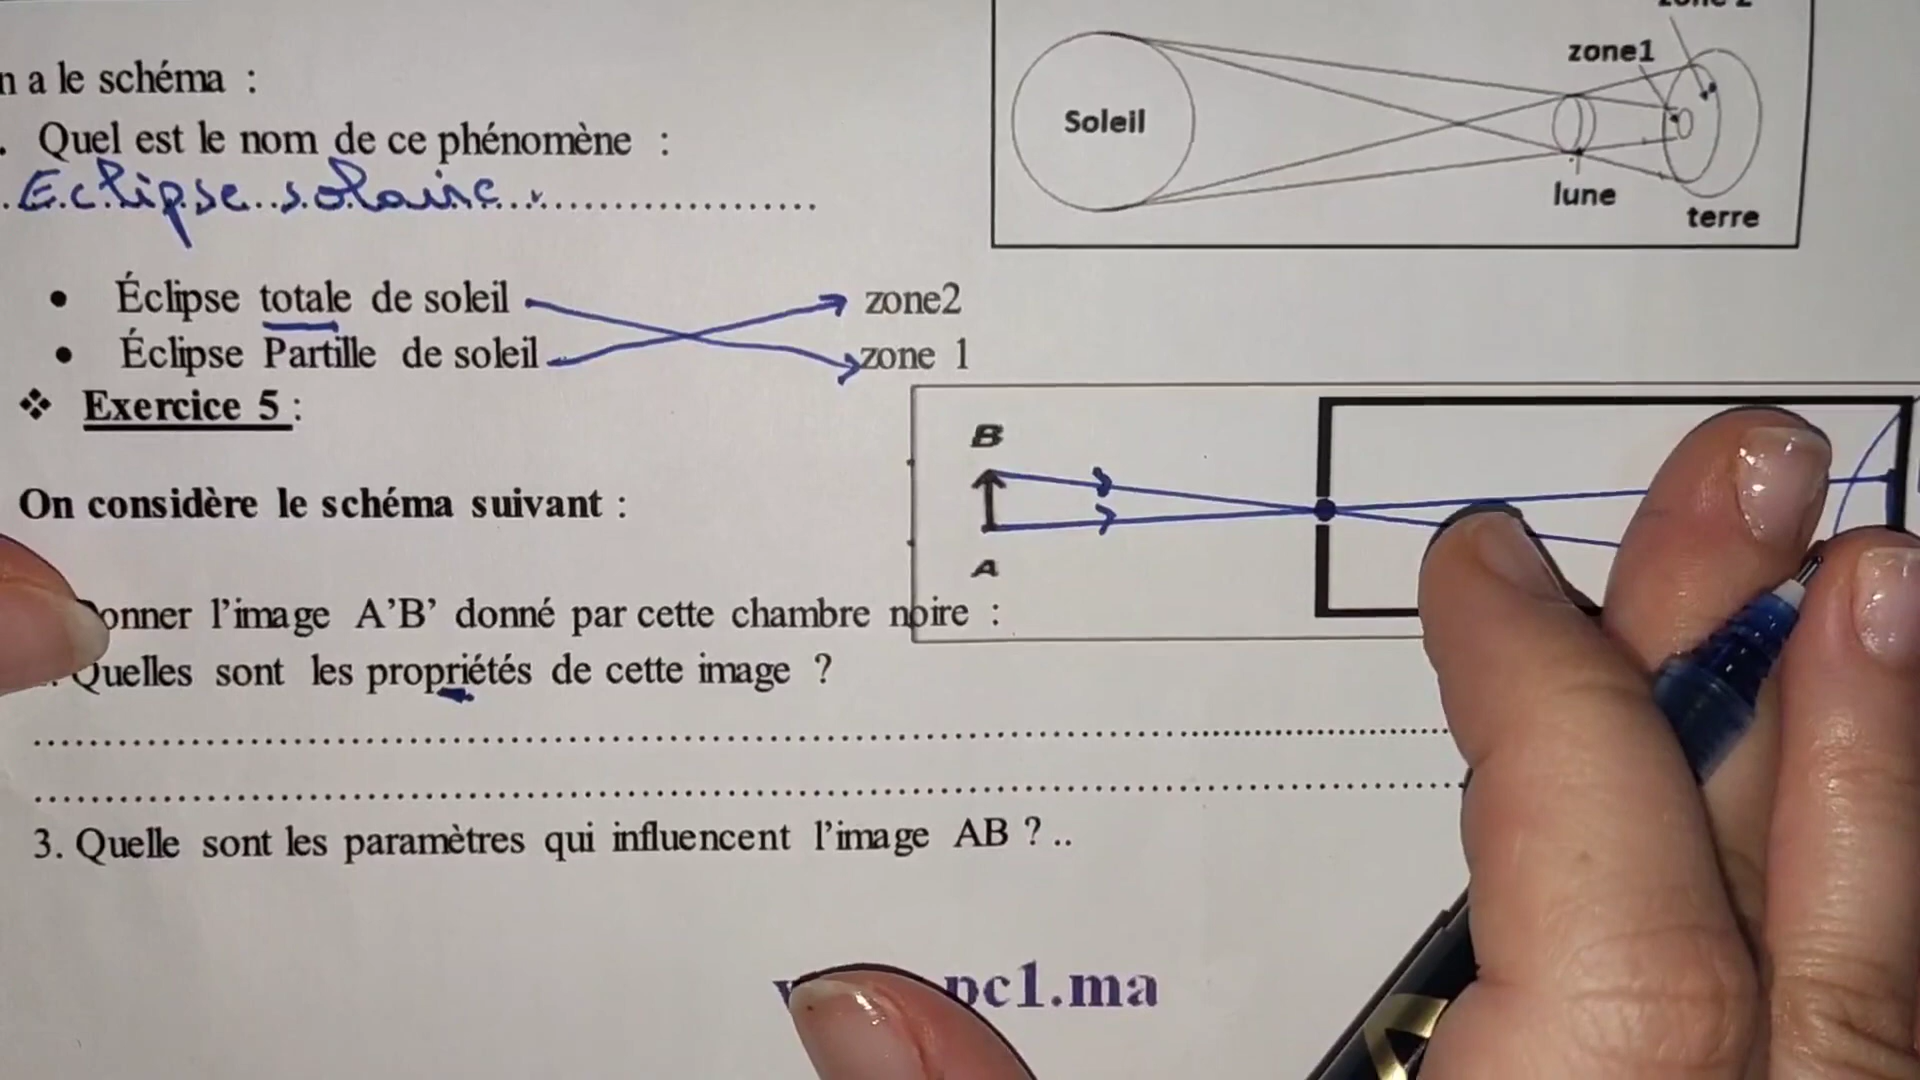 a le schéma :
Quel est le nom de ce phénomène :
Eclipse solaire
• Éclipse totale de soleil
zone2
• Éclipse Partille de soleil
zone 1
zone1
Soleil
lune
terre
❖ Exercice 5 :
On considère le schéma suivant :
B
A
l'image A'B' donné par cette chambre noire :
Quelles sont les propriétés de cette image ?
3. Quelle sont les paramètres qui influencent l'image AB ? ..
pc1.ma